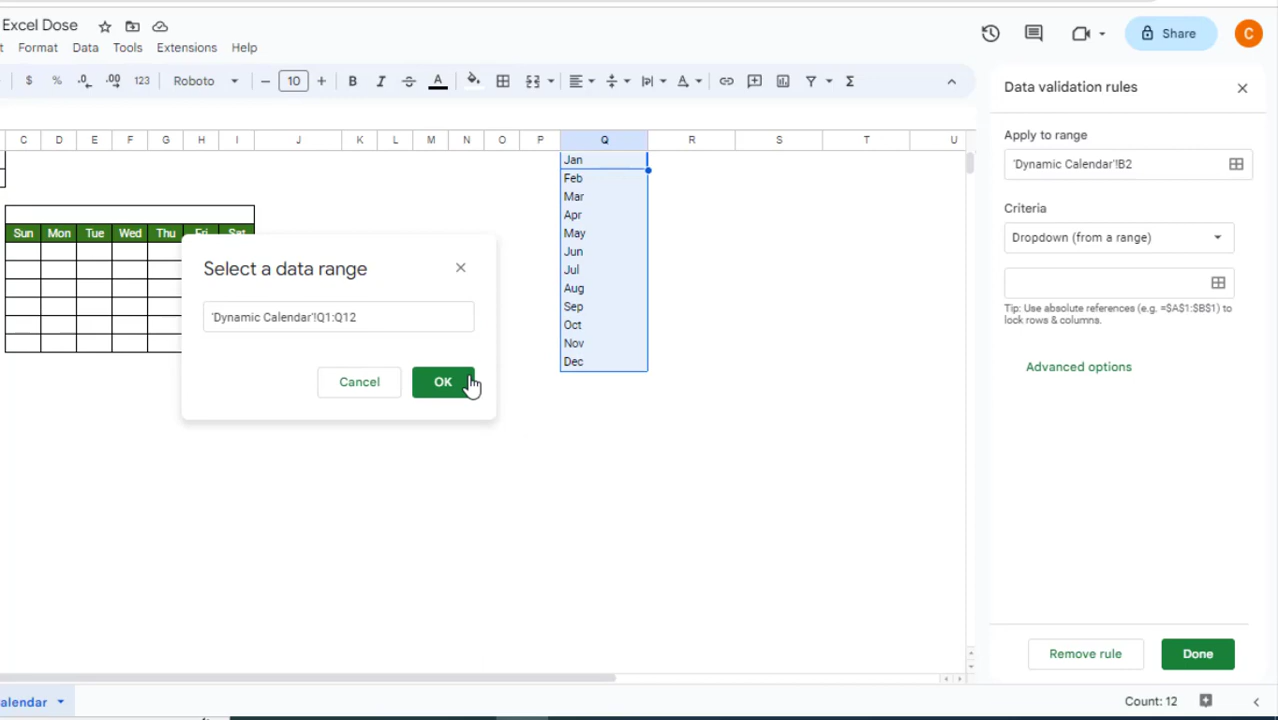 Excel Dose
Format Data Tools Extensions Help
Share
C
$ % .0 .00 123 Roboto 10 B I A Σ
C D E F G H I J K L M N O P Q R S T U
Sun Mon Tue Wed Thu Fri Sat
Select a data range
'Dynamic Calendar'!Q1:Q12
Cancel OK
Jan
Feb
Mar
Apr
May
Jun
Jul
Aug
Sep
Oct
Nov
Dec
Data validation rules
Apply to range
'Dynamic Calendar'!B2
Criteria
Dropdown (from a range)
Tip: Use absolute references (e.g. =$A$1:$B$1) to
lock rows & columns.
Advanced options
Remove rule Done
alendar
Count: 12